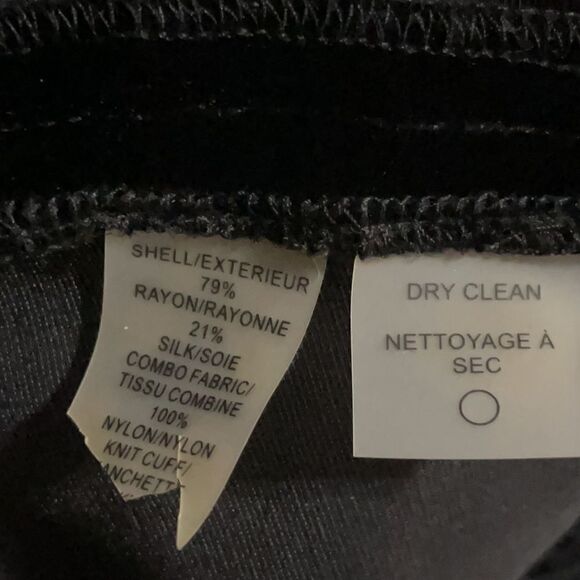 SHELL/EXTERIEUR
79%
RAYON/RAYONNE
21%
SILK/SOIE
COMBO FABRIC/
TISSU COMBINE
100%
NYLON/NYLON
KNIT CUFF/
ANCHETT
DRY CLEAN
NETTOYAGE À
SEC